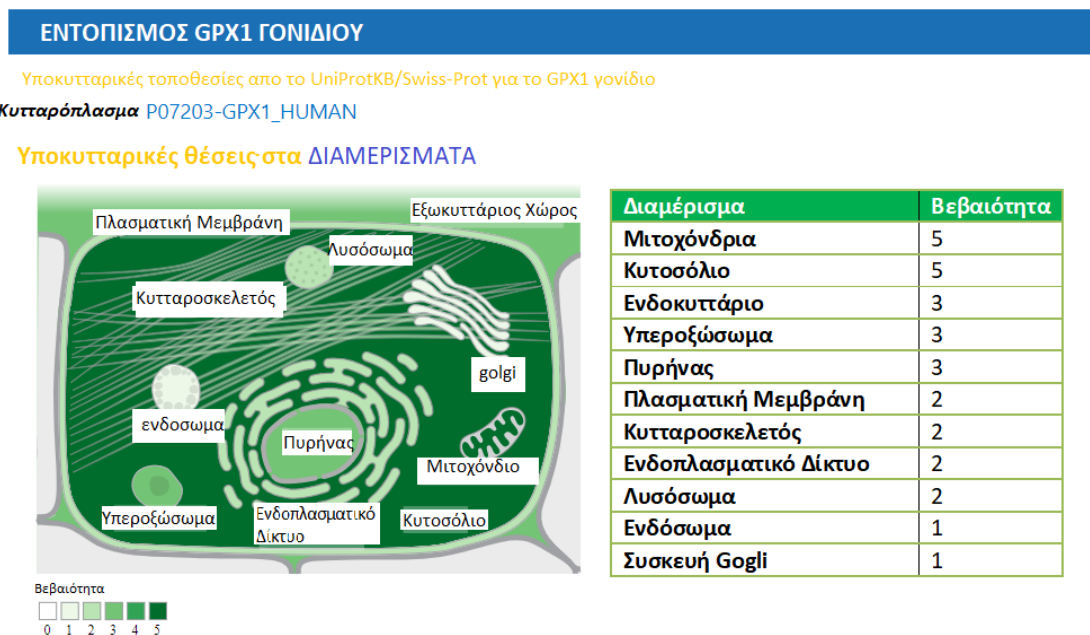 ΕΝΤΟΠΙΣΜΟΣ GPX1 ΓΟΝΙΔΙΟΥ
Υποκυτταρικές τοποθεσίες απο το UniProtKB/Swiss-Prot για το GPX1 γονίδιο
Κυτταρόπλασμα P07203-GPX1_HUMAN
Υποκυτταρικές θέσεις στα ΔΙΑΜΕΡΙΣΜΑΤΑ
Πλασματική Μεμβράνη
Εξωκυττάριος Χώρος
Λυσόσωμα
Κυτταροσκελετός
golgi
ενδοσωμα
Πυρήνας
Μιτοχόνδιο
Υπεροξώσωμα
Ενδοπλασματικό
Δίκτυο
Κυτοσόλιο
Βεβαιότητα
0 1 2 3 4 5
Διαμέρισμα Βεβαιότητα
Μιτοχόνδρια 5
Κυτοσόλιο 5
Ενδοκυττάριο 3
Υπεροξώσωμα 3
Πυρήνας 3
Πλασματική Μεμβράνη 2
Κυτταροσκελετός 2
Ενδοπλασματικό Δίκτυο 2
Λυσόσωμα 2
Ενδόσωμα 1
Συσκευή Gogli 1